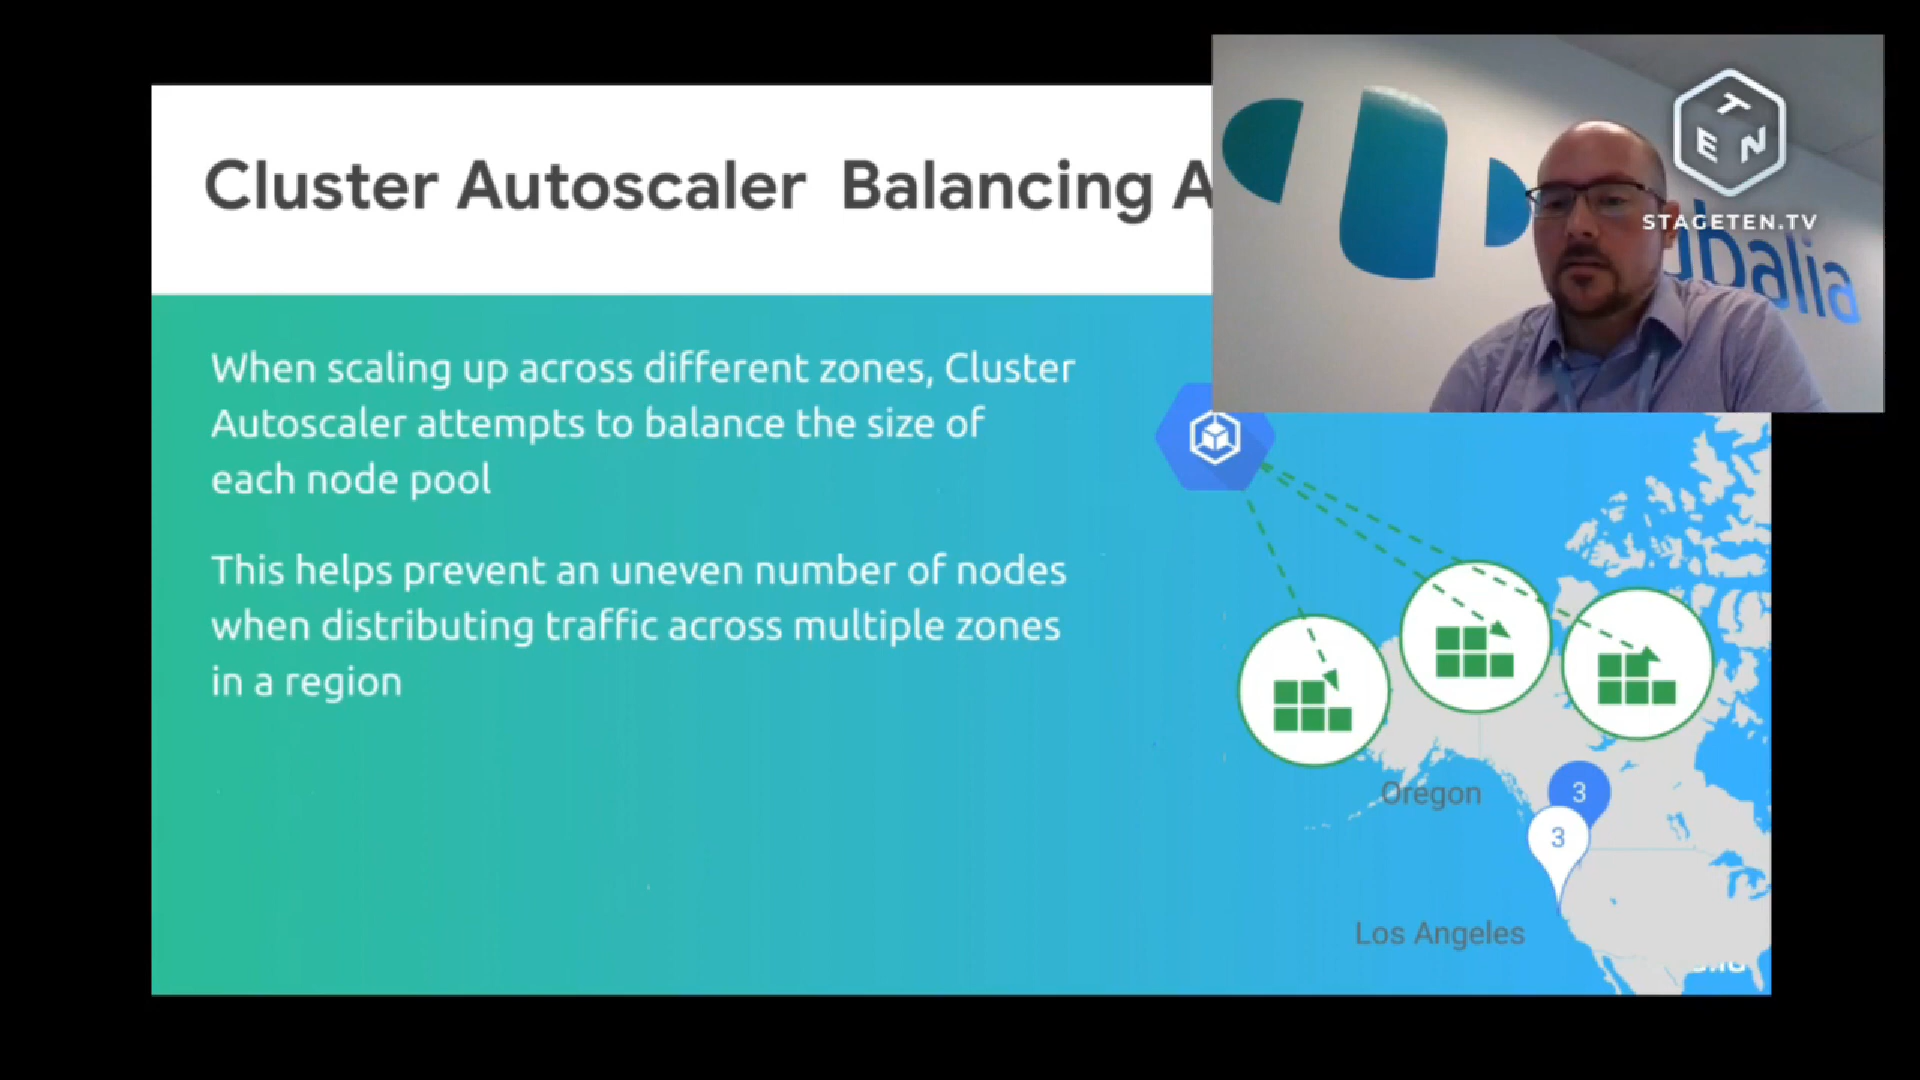 Cluster Autoscaler Balancing A
T
E N
STAGETEN.TV
ubalia
When scaling up across different zones, Cluster
Autoscaler attempts to balance the size of
each node pool
This helps prevent an uneven number of nodes
when distributing traffic across multiple zones
in a region
Oregon
3
3
Los Angeles